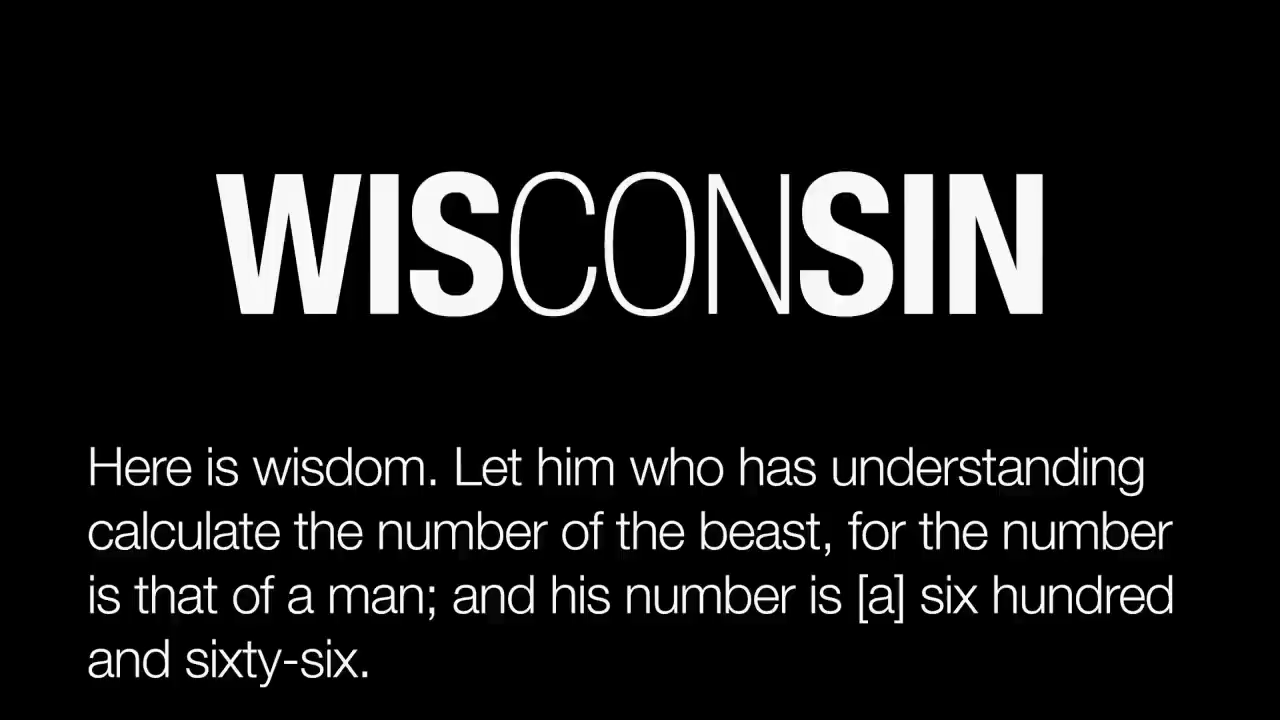 WISCONSIN
Here is wisdom. Let him who has understanding
calculate the number of the beast, for the number
is that of a man; and his number is [a] six hundred
and sixty-six.